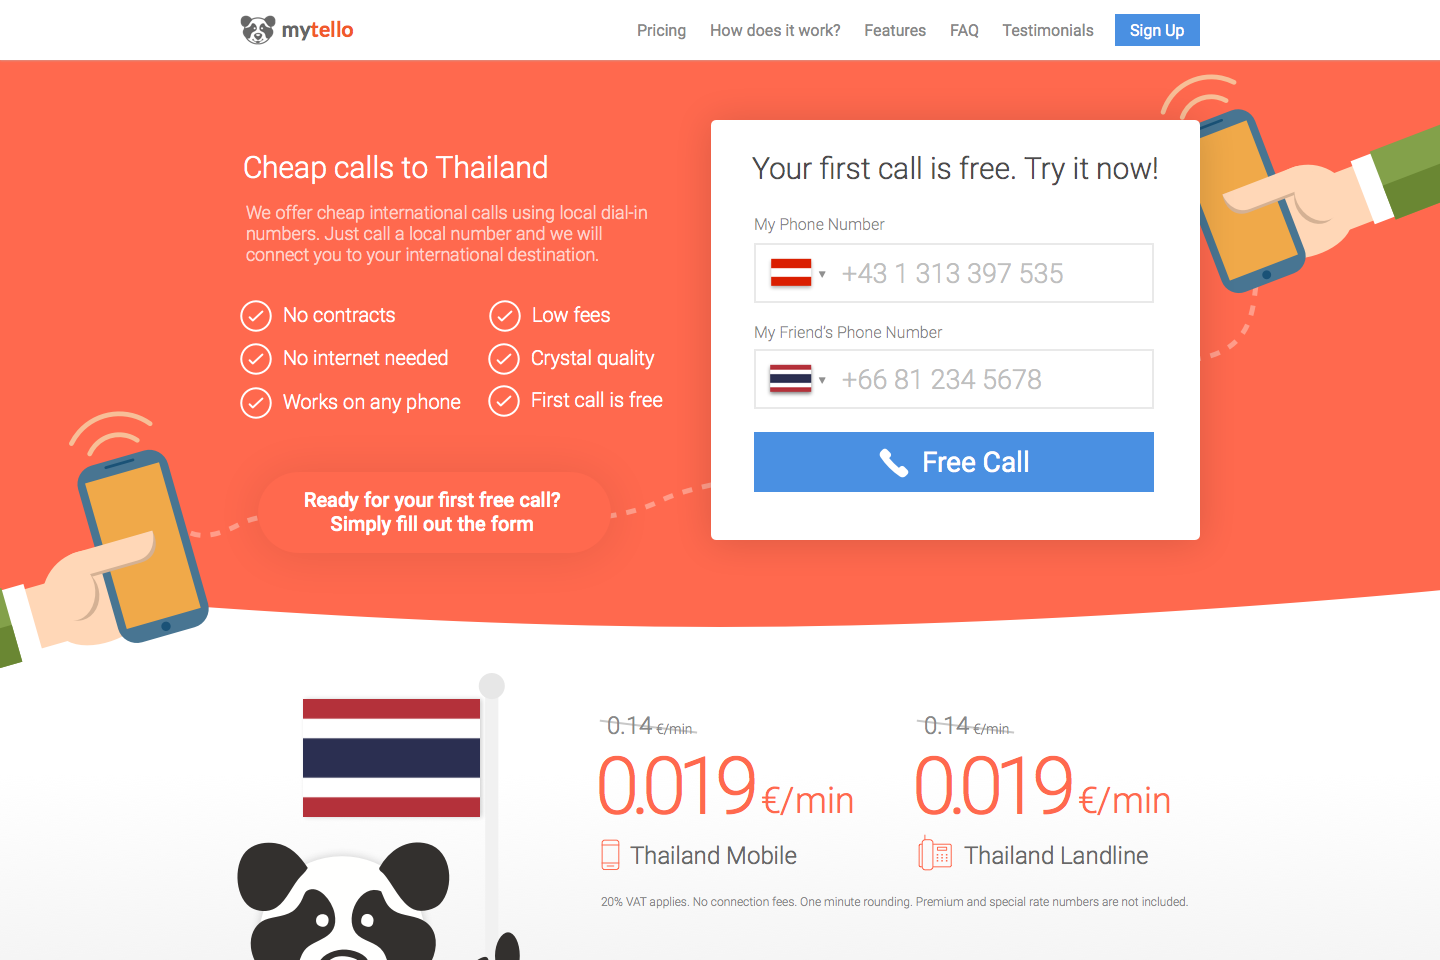 mytello
Pricing
How does it work?
Features
FAQ
Testimonials
Sign Up
Cheap calls to Thailand
We offer cheap international calls using local dial-in
numbers. Just call a local number and we will
connect you to your international destination.
No contracts
Low fees
No internet needed
Crystal quality
Works on any phone
First call is free
Ready for your first free call?
Simply fill out the form
Your first call is free. Try it now!
My Phone Number
+43 1 313 397 535
My Friend's Phone Number
+66 81 234 5678
Free Call
0.14 €/min
0.019 €/min
Thailand Mobile
0.14 €/min
0.019 €/min
Thailand Landline
20% VAT applies. No connection fees. One minute rounding. Premium and special rate numbers are not included.